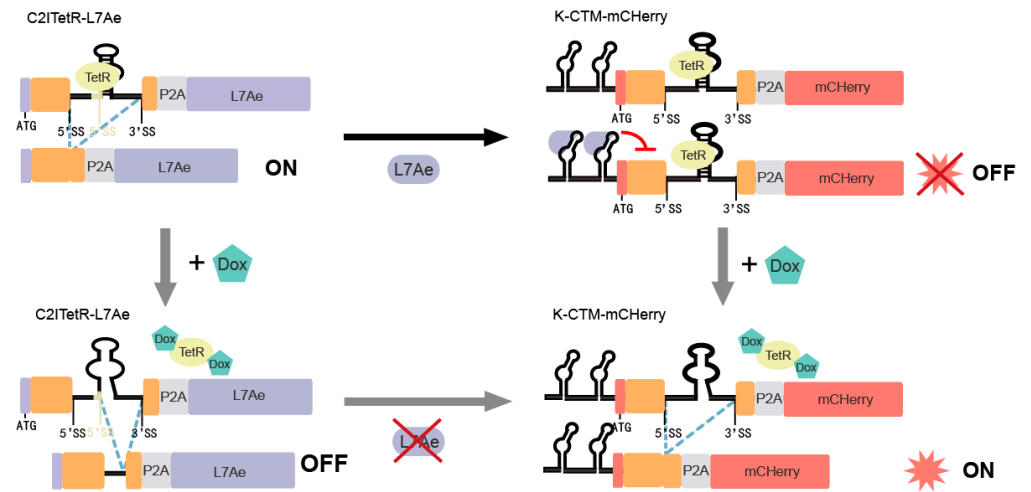 C2ITetR-L7Ae
K-CTM-mCherry
TetR
P2A
L7Ae
ATG
5'SS
5'SS
3'SS
P2A
L7Ae
ON
L7Ae
TetR
P2A
mCherry
ATG
5'SS
3'SS
TetR
P2A
mCherry
ATG
5'SS
3'SS
OFF
+ Dox
+ Dox
C2ITetR-L7Ae
K-CTM-mCherry
Dox
TetR
Dox
P2A
L7Ae
ATG
5'SS
5'SS
3'SS
P2A
L7Ae
OFF
L7Ae
Dox
TetR
Dox
P2A
mCherry
ATG
5'SS
3'SS
P2A
mCherry
ON